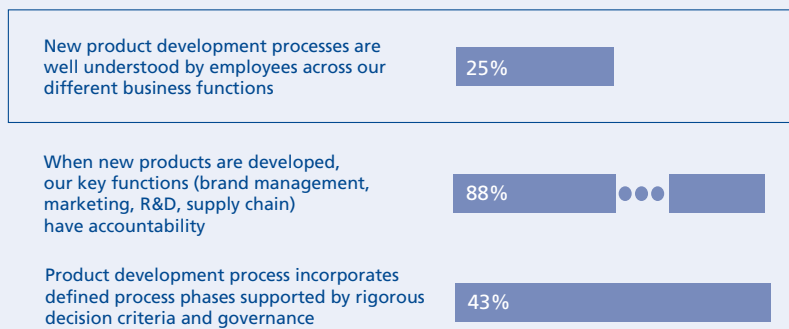 New product development processes are
well understood by employees across our
different business functions
25%
When new products are developed,
our key functions (brand management,
marketing, R&D, supply chain)
have accountability
88%
Product development process incorporates
defined process phases supported by rigorous
decision criteria and governance
43%